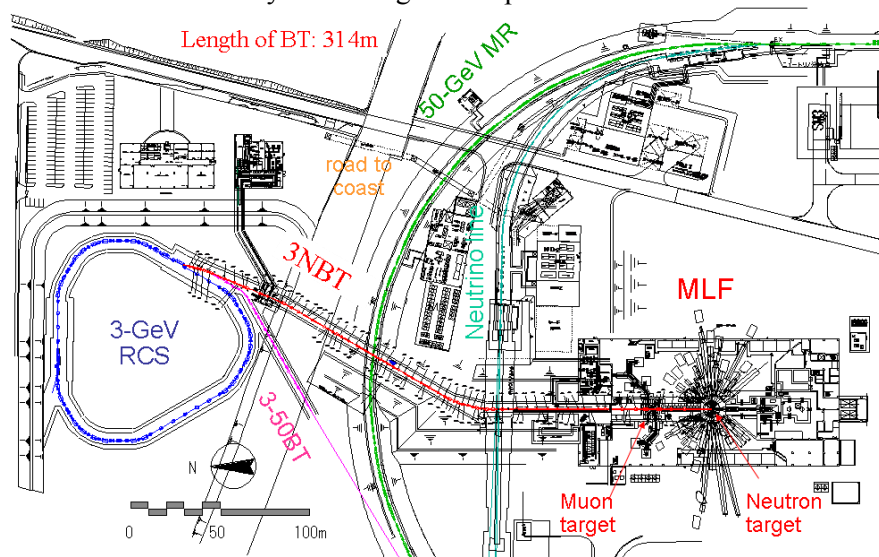 Length of BT: 314m
50-GeV MR
road to
coast
Neutrino line
3NBT
MLF
3-GeV
RCS
3-50BT
N
Muon
target
Neutron
target
0
50
100m